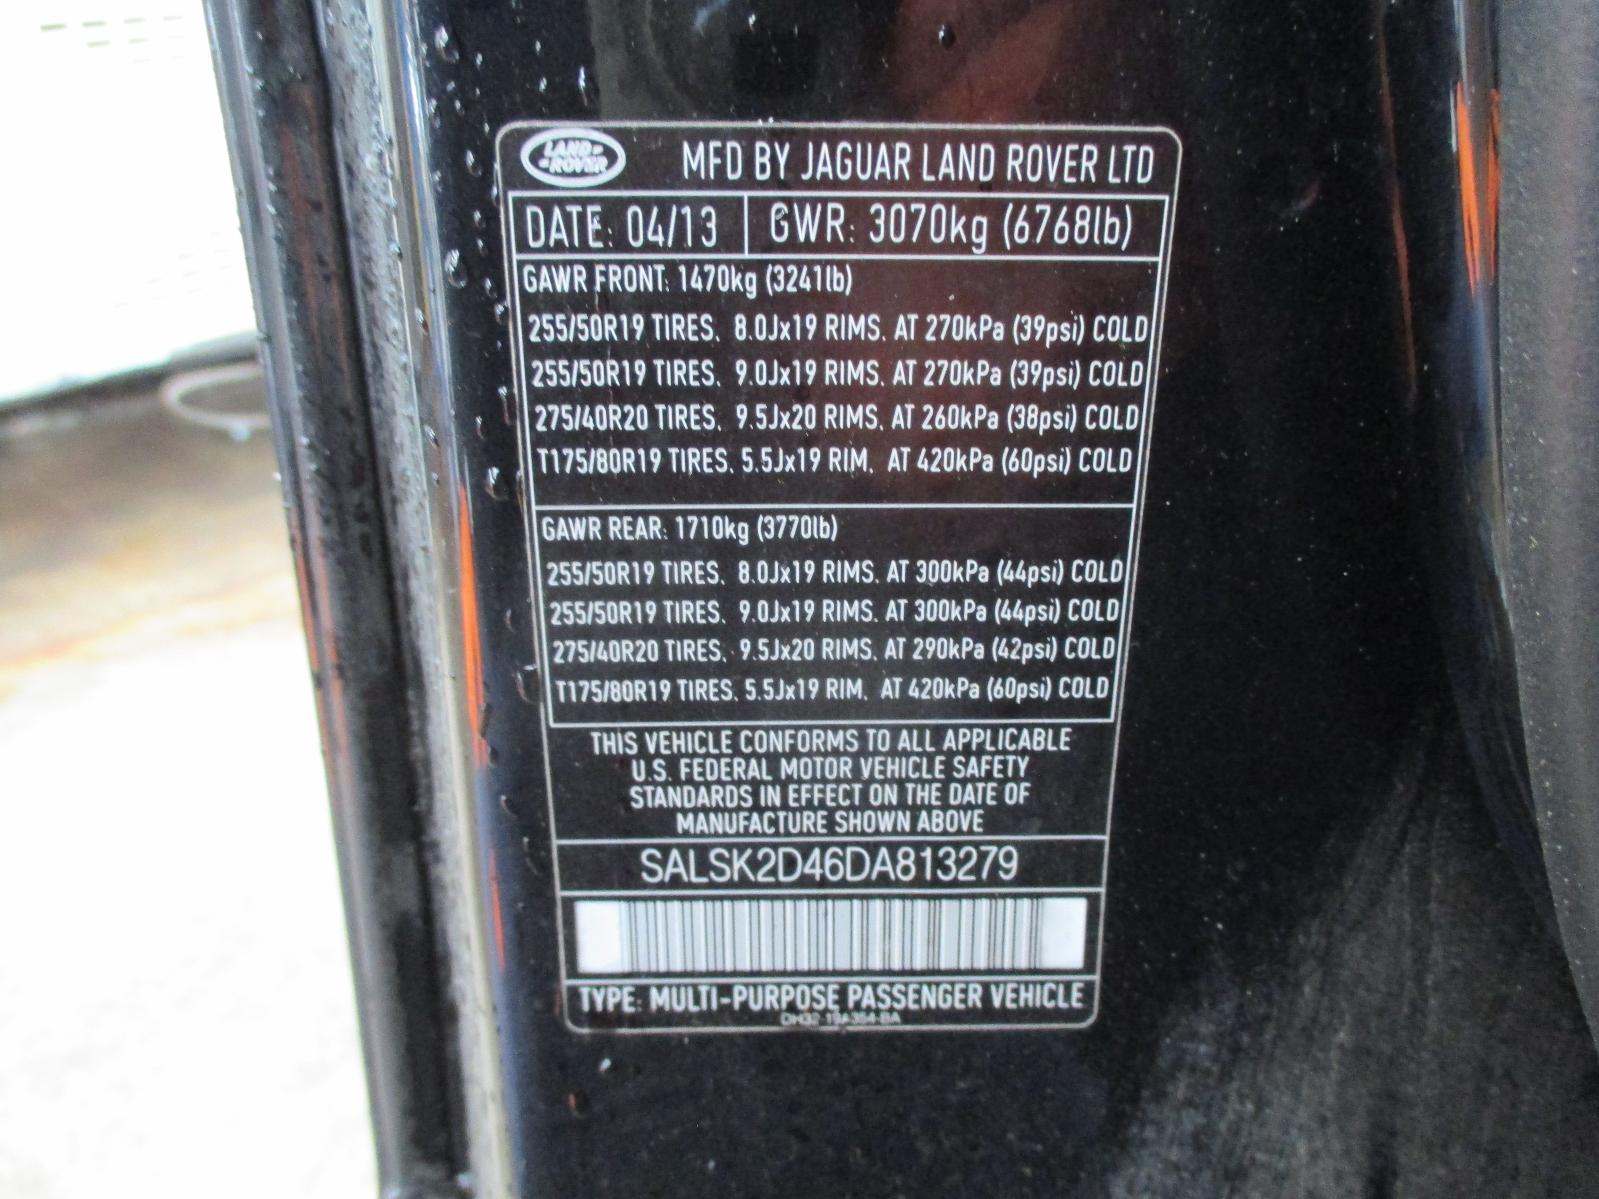 LAND ROVER
MFD BY JAGUAR LAND ROVER LTD
DATE: 04/13
GWR: 3070kg (6768lb)
GAWR FRONT: 1470kg (3241lb)
255/50R19 TIRES, 8.0Jx19 RIMS, AT 270kPa (39psi) COLD
255/50R19 TIRES, 9.0Jx19 RIMS, AT 270kPa (39psi) COLD
275/40R20 TIRES, 9.5Jx20 RIMS, AT 260kPa (38psi) COLD
T175/80R19 TIRES, 5.5Jx19 RIM, AT 420kPa (60psi) COLD
GAWR REAR: 1710kg (3770lb)
255/50R19 TIRES, 8.0Jx19 RIMS, AT 300kPa (44psi) COLD
255/50R19 TIRES, 9.0Jx19 RIMS, AT 300kPa (44psi) COLD
275/40R20 TIRES, 9.5Jx20 RIMS, AT 290kPa (42psi) COLD
T175/80R19 TIRES, 5.5Jx19 RIM, AT 420kPa (60psi) COLD
THIS VEHICLE CONFORMS TO ALL APPLICABLE
U.S. FEDERAL MOTOR VEHICLE SAFETY
STANDARDS IN EFFECT ON THE DATE OF
MANUFACTURE SHOWN ABOVE
SALSK2D46DA813279
TYPE: MULTI-PURPOSE PASSENGER VEHICLE
DH32-19A354-BA